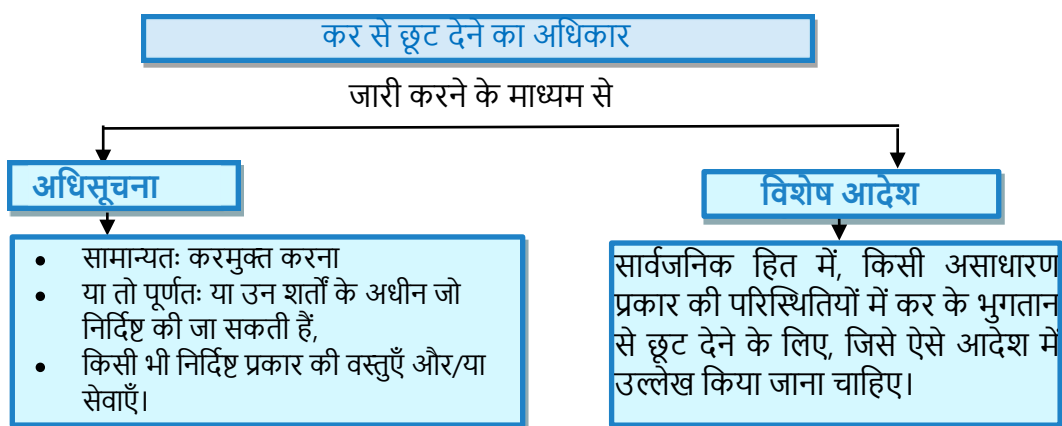 कर से छूट देने का अधिकार
जारी करने के माध्यम से
अधिसूचना
• सामान्यतः करमुक्त करना
• या तो पूर्णतः या उन शर्तों के अधीन जो
निर्दिष्ट की जा सकती हैं,
• किसी भी निर्दिष्ट प्रकार की वस्तुएँ और/या
सेवाएँ।
विशेष आदेश
सार्वजनिक हित में, किसी असाधारण
प्रकार की परिस्थितियों में कर के भुगतान
से छूट देने के लिए, जिसे ऐसे आदेश में
उल्लेख किया जाना चाहिए।